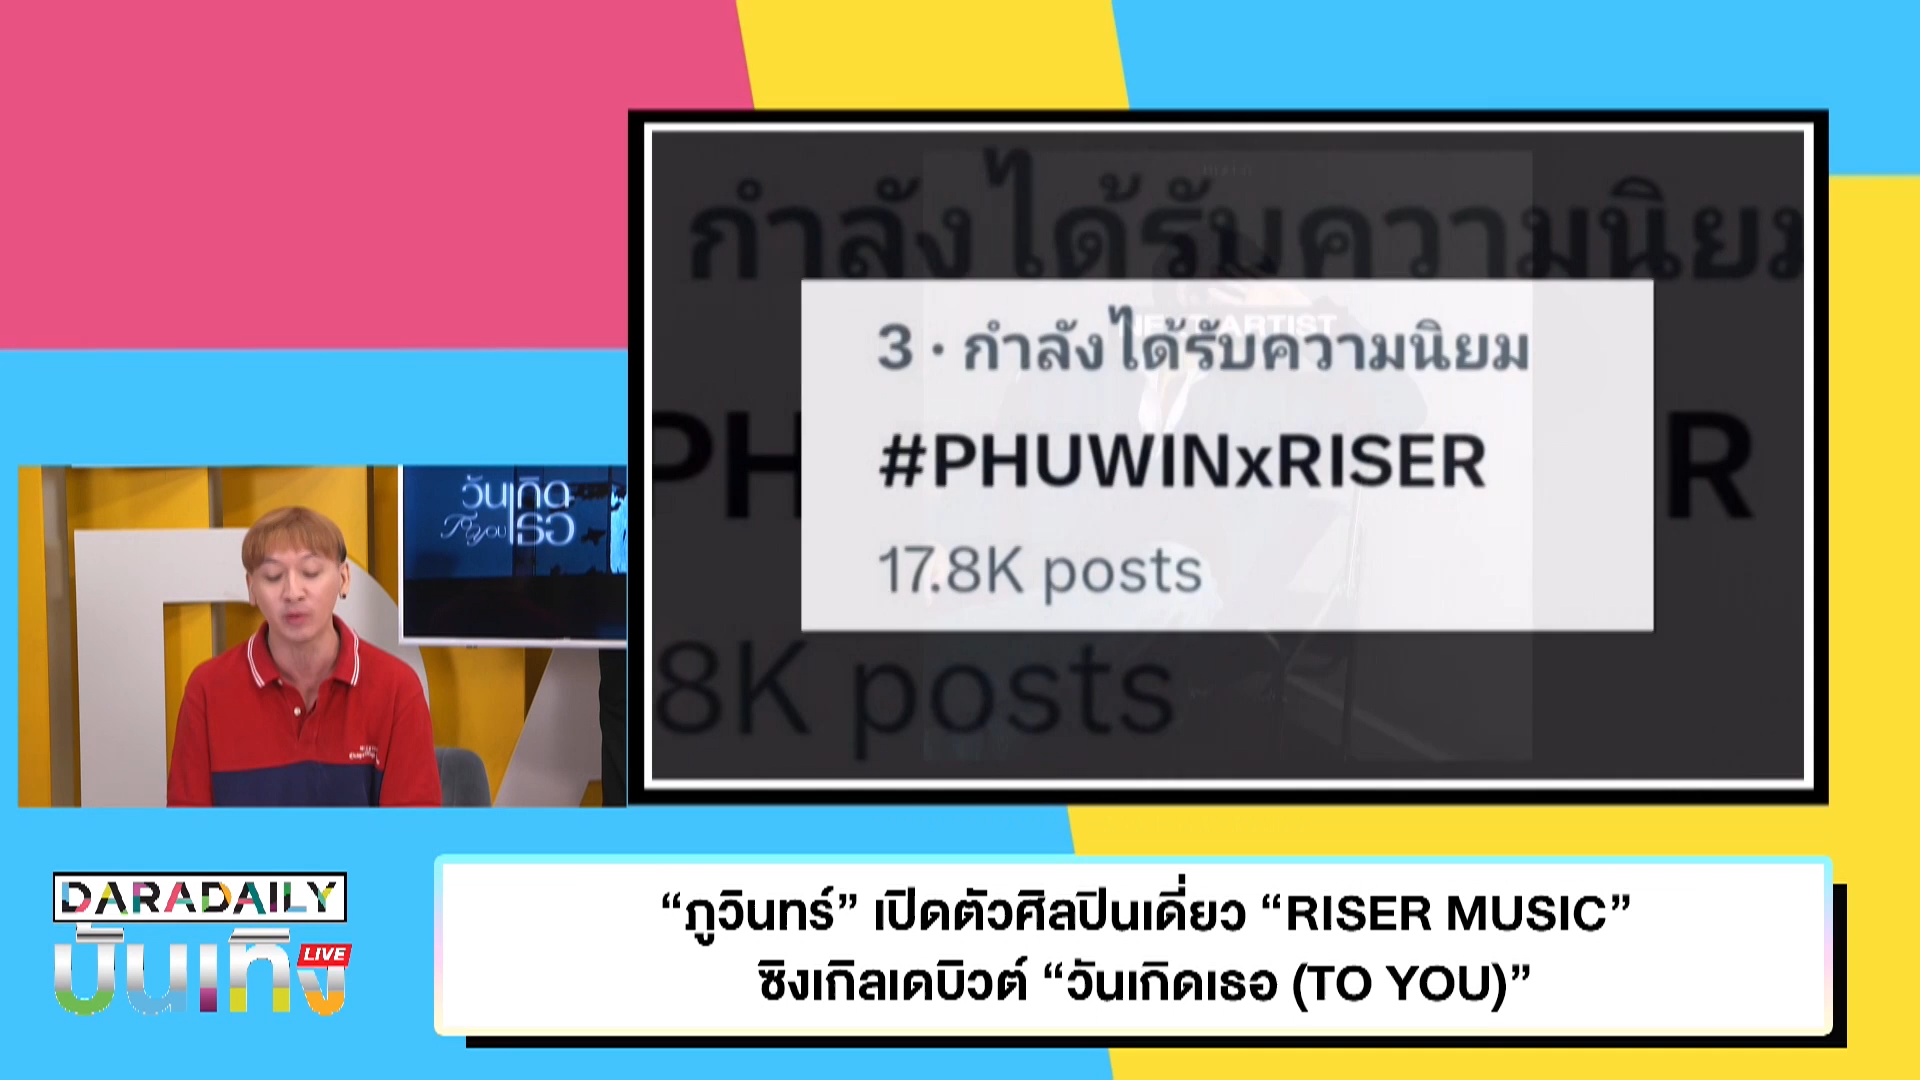 วันเกิด
To you เธอ
กำลังได้รับความนิยม
NEXT ARTIST
3 · กำลังได้รับความนิยม
#PHUWINxRISER
17.8K posts
PH R
8K posts
DARADAILY
บันเทิง LIVE
“ภูวินทร์” เปิดตัวศิลปินเดี่ยว “RISER MUSIC”
ซิงเกิลเดบิวต์ “วันเกิดเธอ (TO YOU)”